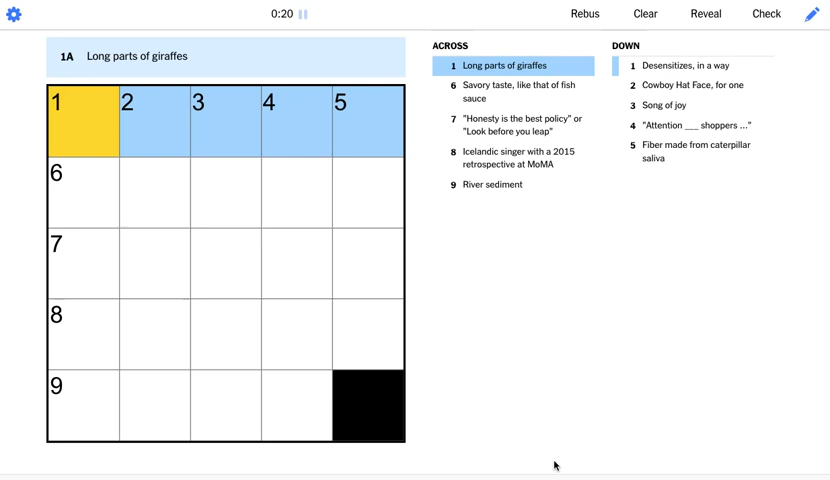 0:20
Rebus Clear Reveal Check
1A Long parts of giraffes
1 2 3 4 5
6
7
8
9
ACROSS
1 Long parts of giraffes
6 Savory taste, like that of fish
sauce
7 "Honesty is the best policy" or
"Look before you leap"
8 Icelandic singer with a 2015
retrospective at MoMA
9 River sediment
DOWN
1 Desensitizes, in a way
2 Cowboy Hat Face, for one
3 Song of joy
4 "Attention ___ shoppers ..."
5 Fiber made from caterpillar
saliva